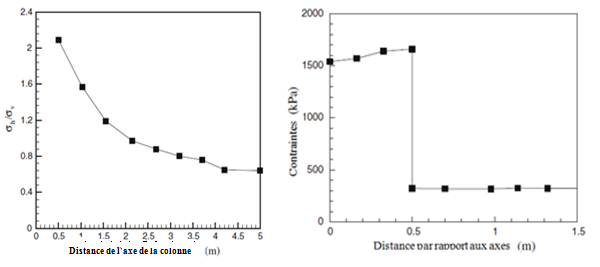 2.4
2
1.6
1.2
0.8
0.4
0
σh/σv
0 0.5 1 1.5 2 2.5 3 3.5 4 4.5 5
Distance de l'axe de la colonne (m)
2000
1500
1000
500
0
Contraintes (kPa)
0 0.5 1 1.5
Distance par rapport aux axes (m)